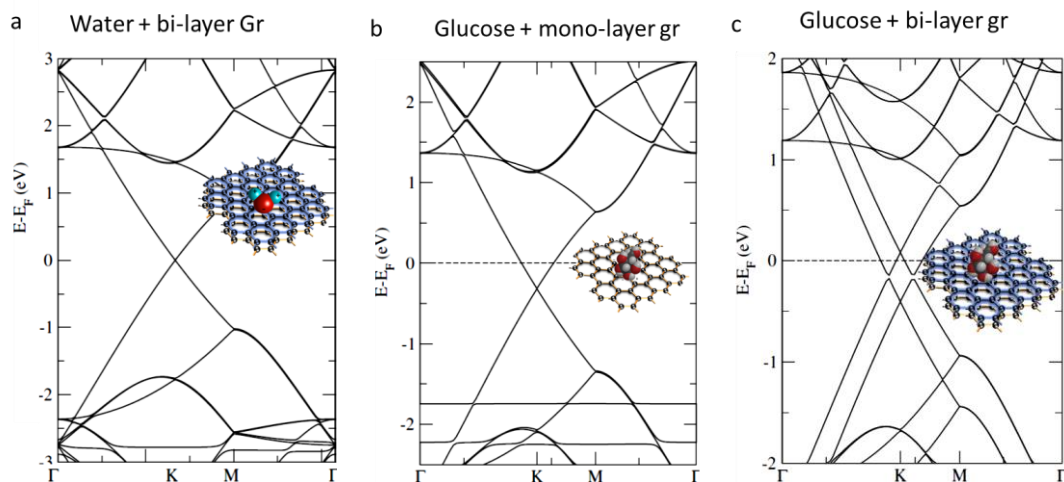 a
Water + bi-layer Gr
b
Glucose + mono-layer gr
c
Glucose + bi-layer gr
E-E_F (eV)
3
2
1
0
-1
-2
-3
Γ
K
M
Γ
E-E_F (eV)
2
1
0
-1
-2
Γ
K
M
Γ
E-E_F (eV)
2
1
0
-1
-2
Γ
K
M
Γ